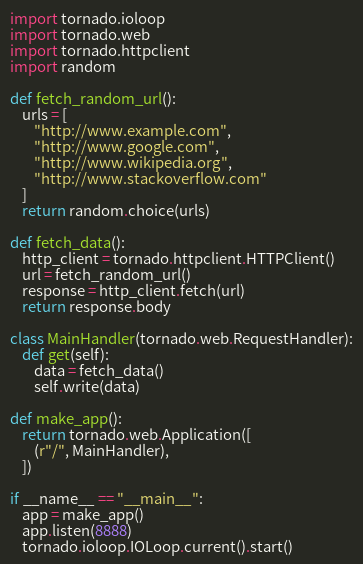 import tornado.ioloop
import tornado.web
import tornado.httpclient
import random

def fetch_random_url():
    urls = [
        "http://www.example.com",
        "http://www.google.com",
        "http://www.wikipedia.org",
        "http://www.stackoverflow.com"
    ]
    return random.choice(urls)

def fetch_data():
    http_client = tornado.httpclient.HTTPClient()
    url = fetch_random_url()
    response = http_client.fetch(url)
    return response.body

class MainHandler(tornado.web.RequestHandler):
    def get(self):
        data = fetch_data()
        self.write(data)

def make_app():
    return tornado.web.Application([
        (r"/", MainHandler),
    ])

if __name__ == "__main__":
    app = make_app()
    app.listen(8888)
    tornado.ioloop.IOLoop.current().start()